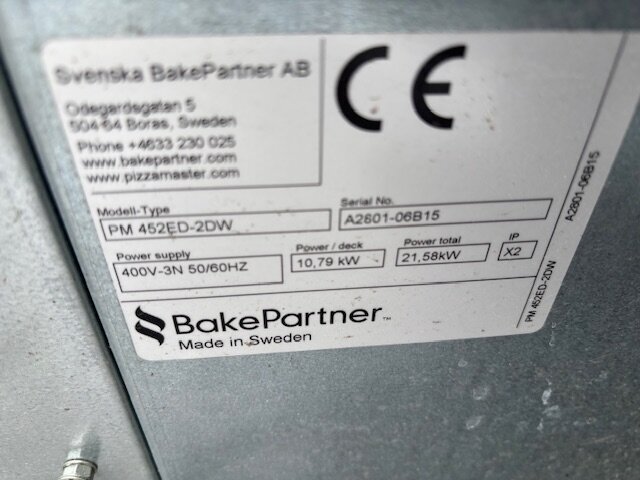 Svenska BakePartner AB
Ödegärdsgatan 5
504 64 Borås, Sweden
Phone +4633 230 025
www.bakepartner.com
www.pizzamaster.com
CE
Modell-Type
PM 452ED-2DW
Serial No.
A2601-06B15
Power supply
400V-3N 50/60HZ
Power / deck
10,79 kW
Power total
21,58kW
IP
X2
BakePartner™
Made in Sweden
PM 452ED-2DW
A2601-06B15